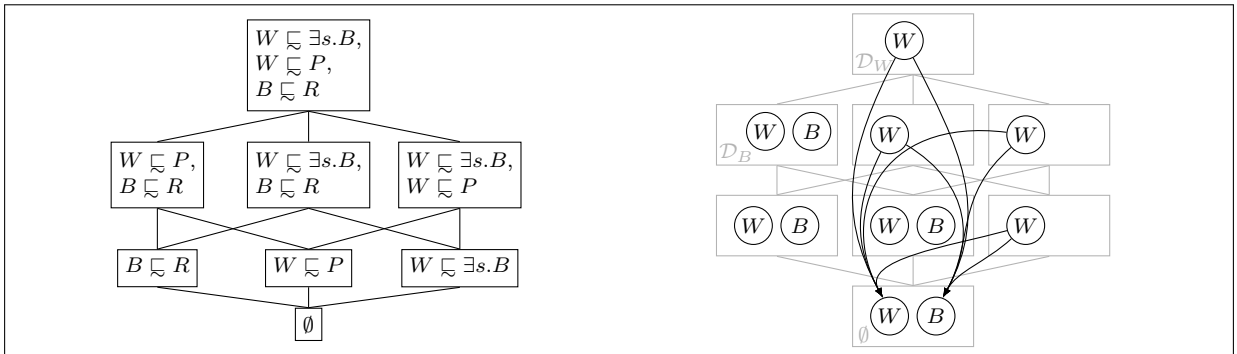 W ⊏∼ ∃s.B,
W ⊏∼ P,
B ⊏∼ R
W ⊏∼ P,
B ⊏∼ R
W ⊏∼ ∃s.B,
B ⊏∼ R
W ⊏∼ ∃s.B,
W ⊏∼ P
B ⊏∼ R
W ⊏∼ P
W ⊏∼ ∃s.B
∅
W
𝒟_W
W B
𝒟_B
W
W
W B
W B
W
W B
∅